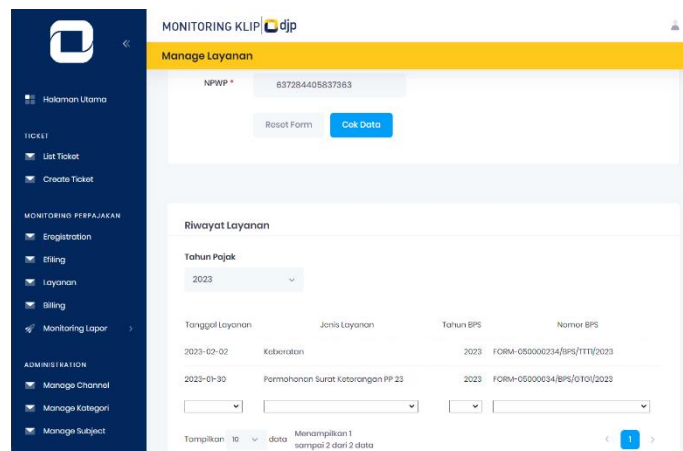 MONITORING KLIP djp
«
Manage Layanan
Halaman Utama
TICKET
List Ticket
Create Ticket
MONITORING PERPAJAKAN
Eregistration
Efiling
Layanan
Billing
Monitoring Lapor >
ADMINISTRATION
Manage Channel
Manage Kategori
Manage Subject
NPWP *
637284405837363
Reset Form Cek Data
Riwayat Layanan
Tahun Pajak
2023
Tanggal Layanan Jenis Layanan Tahun BPS Nomor BPS
2023-02-02 Keberatan 2023 FORM-050000234/BPS/TTTI/2023
2023-01-30 Permohonan Surat Keterangan PP 23 2023 FORM-05000034/BPS/GTGI/2023
Tampilkan 10 data Menampilkan 1
sampai 2 dari 2 data
< 1 >